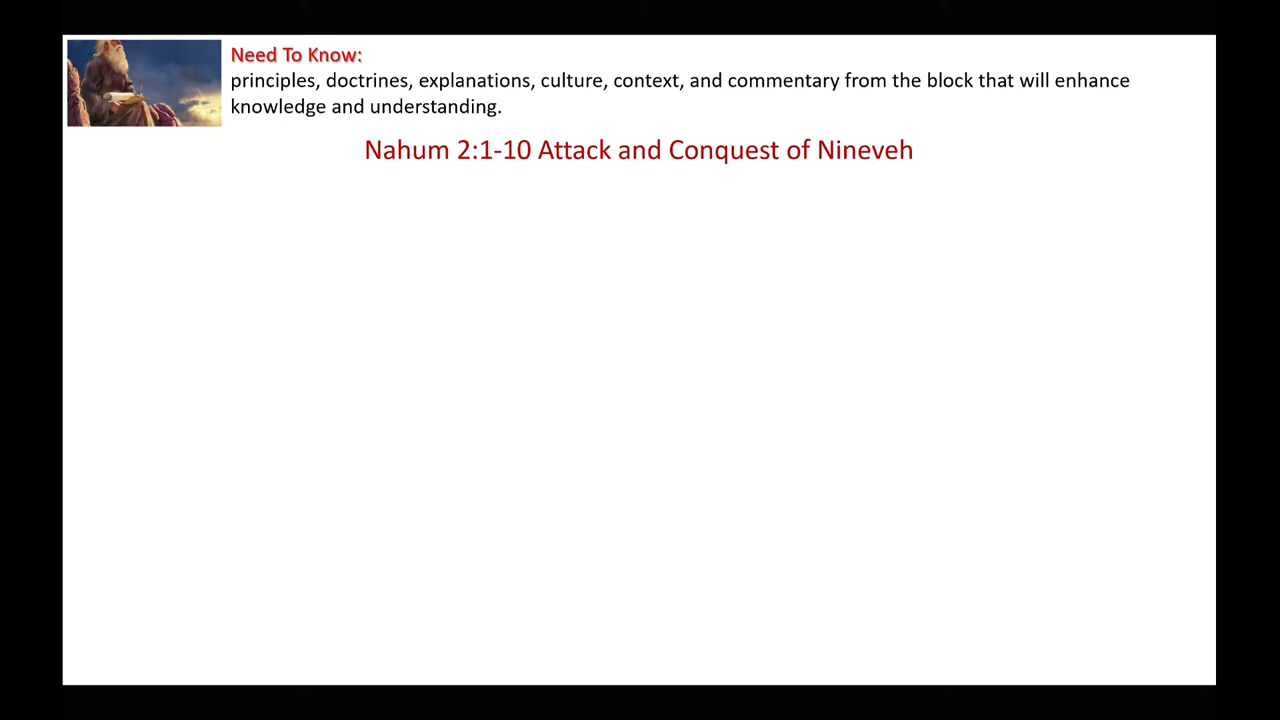 Need To Know:
principles, doctrines, explanations, culture, context, and commentary from the block that will enhance
knowledge and understanding.
Nahum 2:1-10 Attack and Conquest of Nineveh